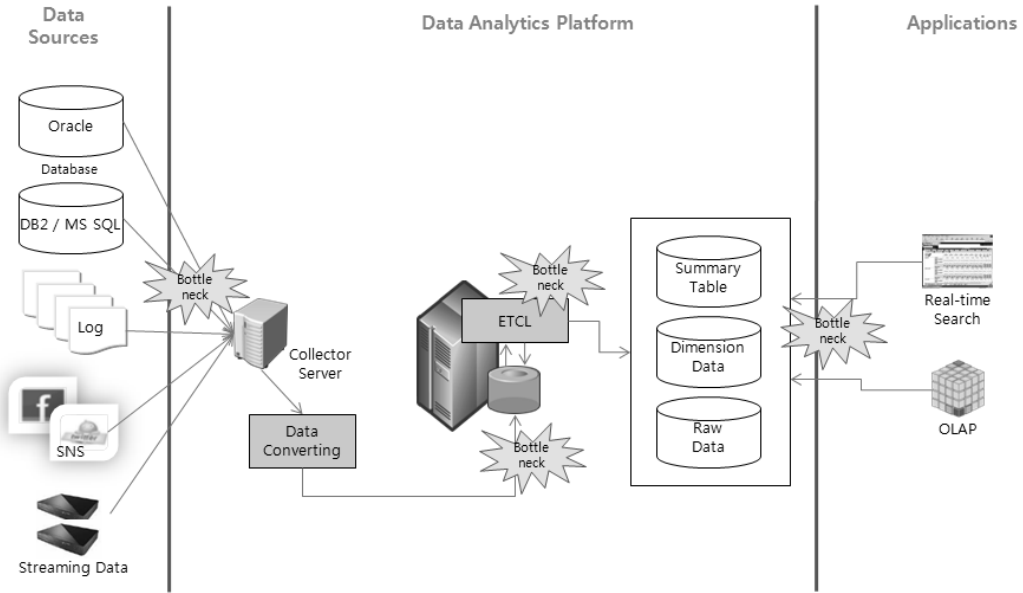 Data
Sources
Data Analytics Platform
Applications
Oracle
Database
DB2 / MS SQL
Log
f
SNS
Streaming Data
Bottle
neck
Collector
Server
Data
Converting
Bottle
neck
ETCL
Bottle
neck
Summary
Table
Dimension
Data
Raw
Data
Bottle
neck
Real-time
Search
OLAP